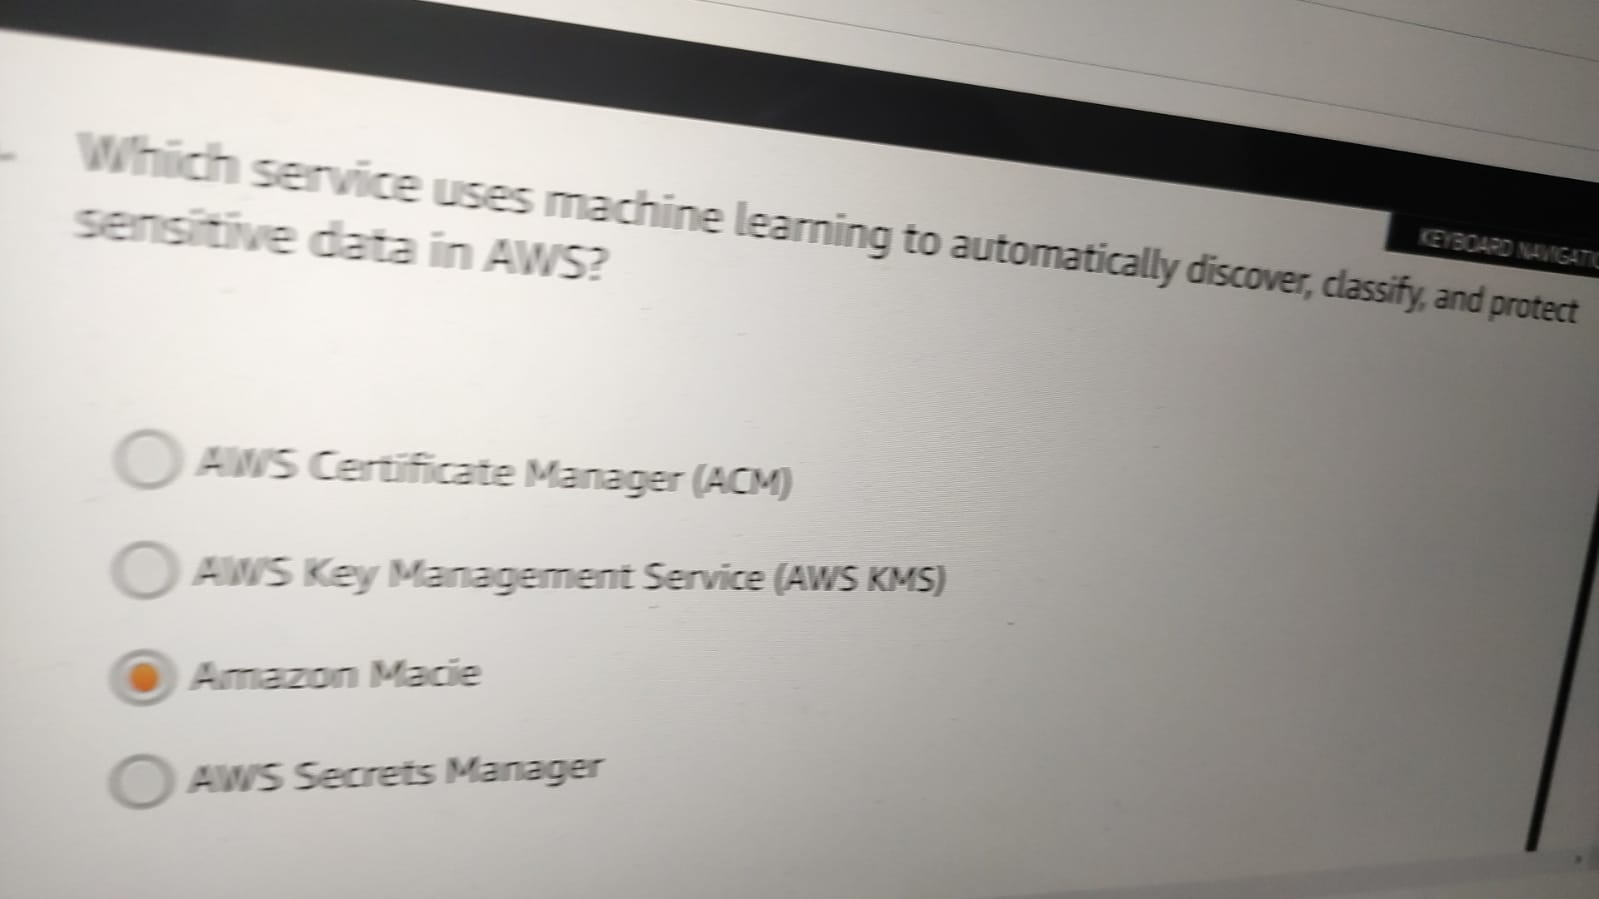 KEYBOARD
Which service uses machine learning to automatically discover, classify, and protect
sensitive data in AWS?
AWS Certificate Manager (ACM)
AWS Key Management Service (AWS KMS)
Amazon Macie
AWS Secrets Manager